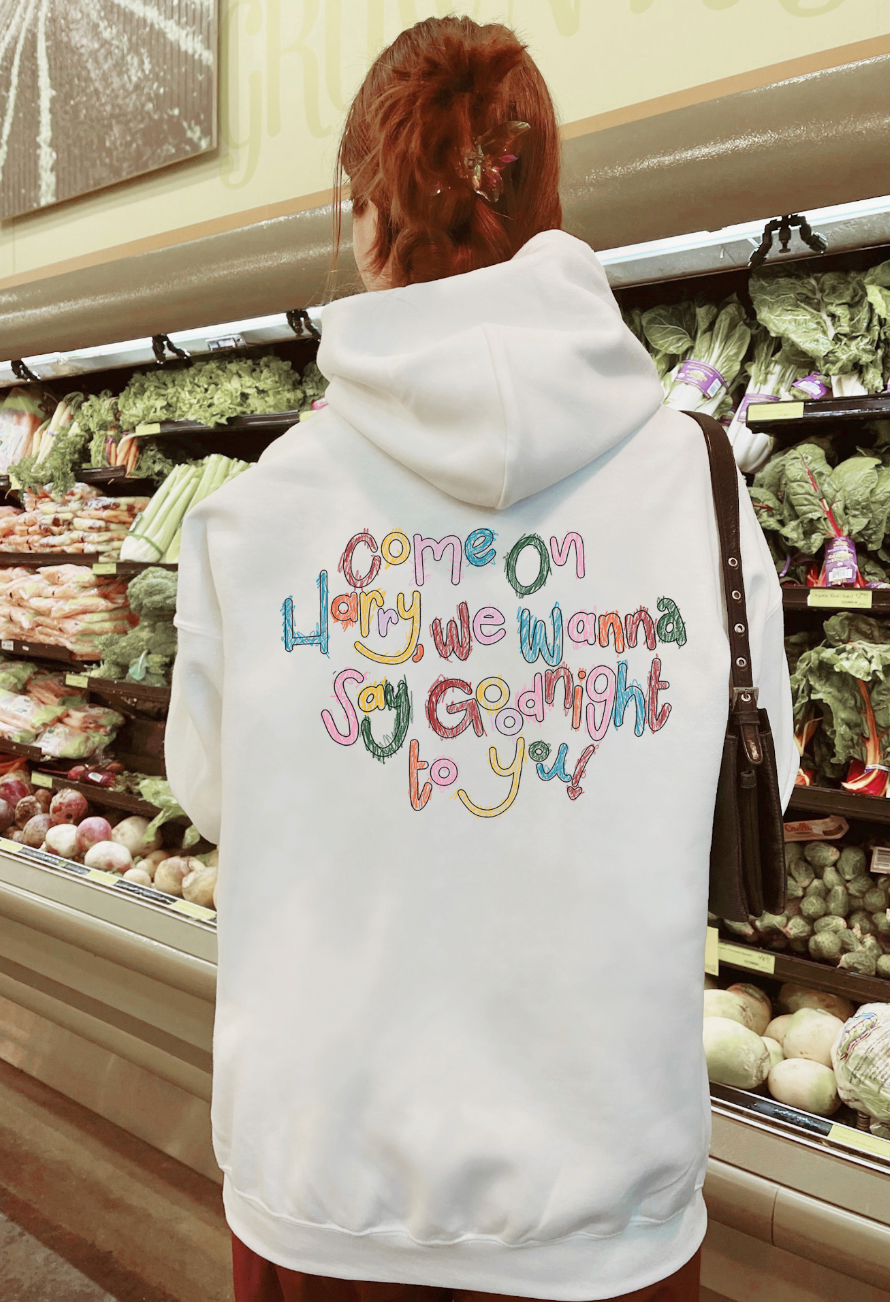 Come On
Harry, We Wanna
Say Goodnight
to you!